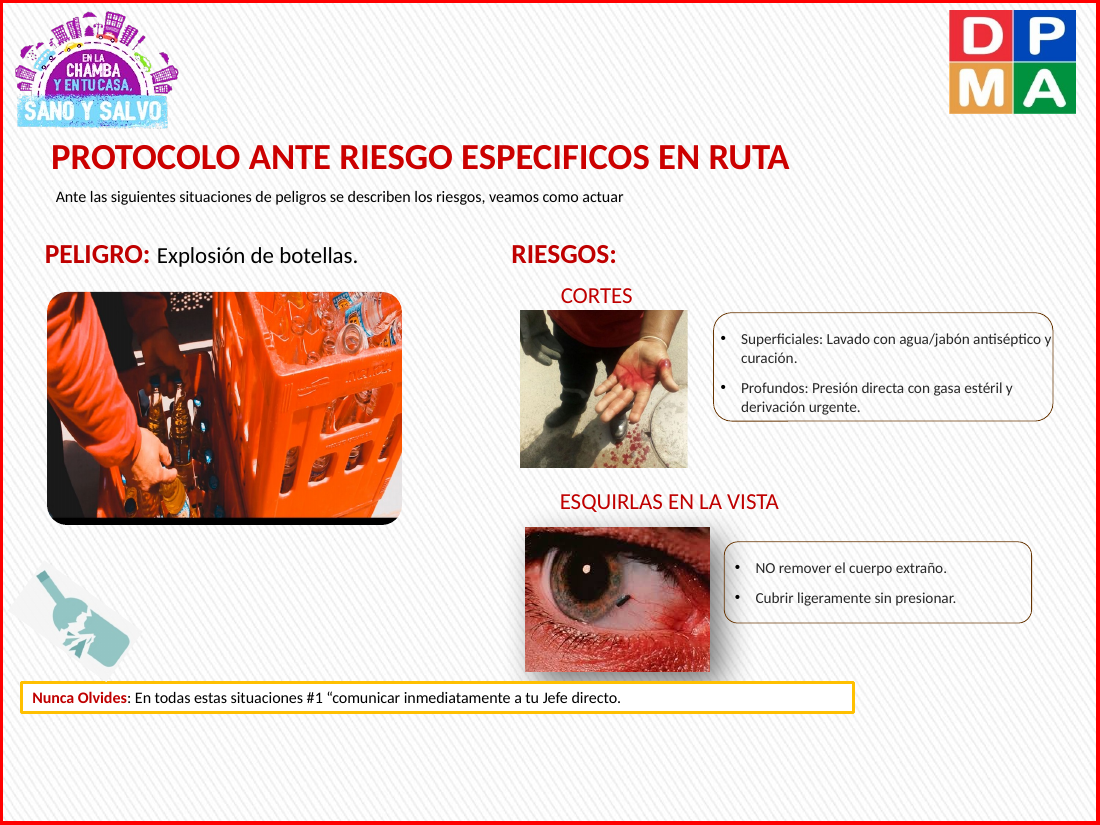 EN LA
CHAMBA
Y EN TU CASA,
SANO Y SALVO
D P
M A
PROTOCOLO ANTE RIESGO ESPECIFICOS EN RUTA
Ante las siguientes situaciones de peligros se describen los riesgos, veamos como actuar
PELIGRO: Explosión de botellas.
RIESGOS:
CORTES
• Superficiales: Lavado con agua/jabón antiséptico y
curación.
• Profundos: Presión directa con gasa estéril y
derivación urgente.
ESQUIRLAS EN LA VISTA
• NO remover el cuerpo extraño.
• Cubrir ligeramente sin presionar.
Nunca Olvides: En todas estas situaciones #1 “comunicar inmediatamente a tu Jefe directo.